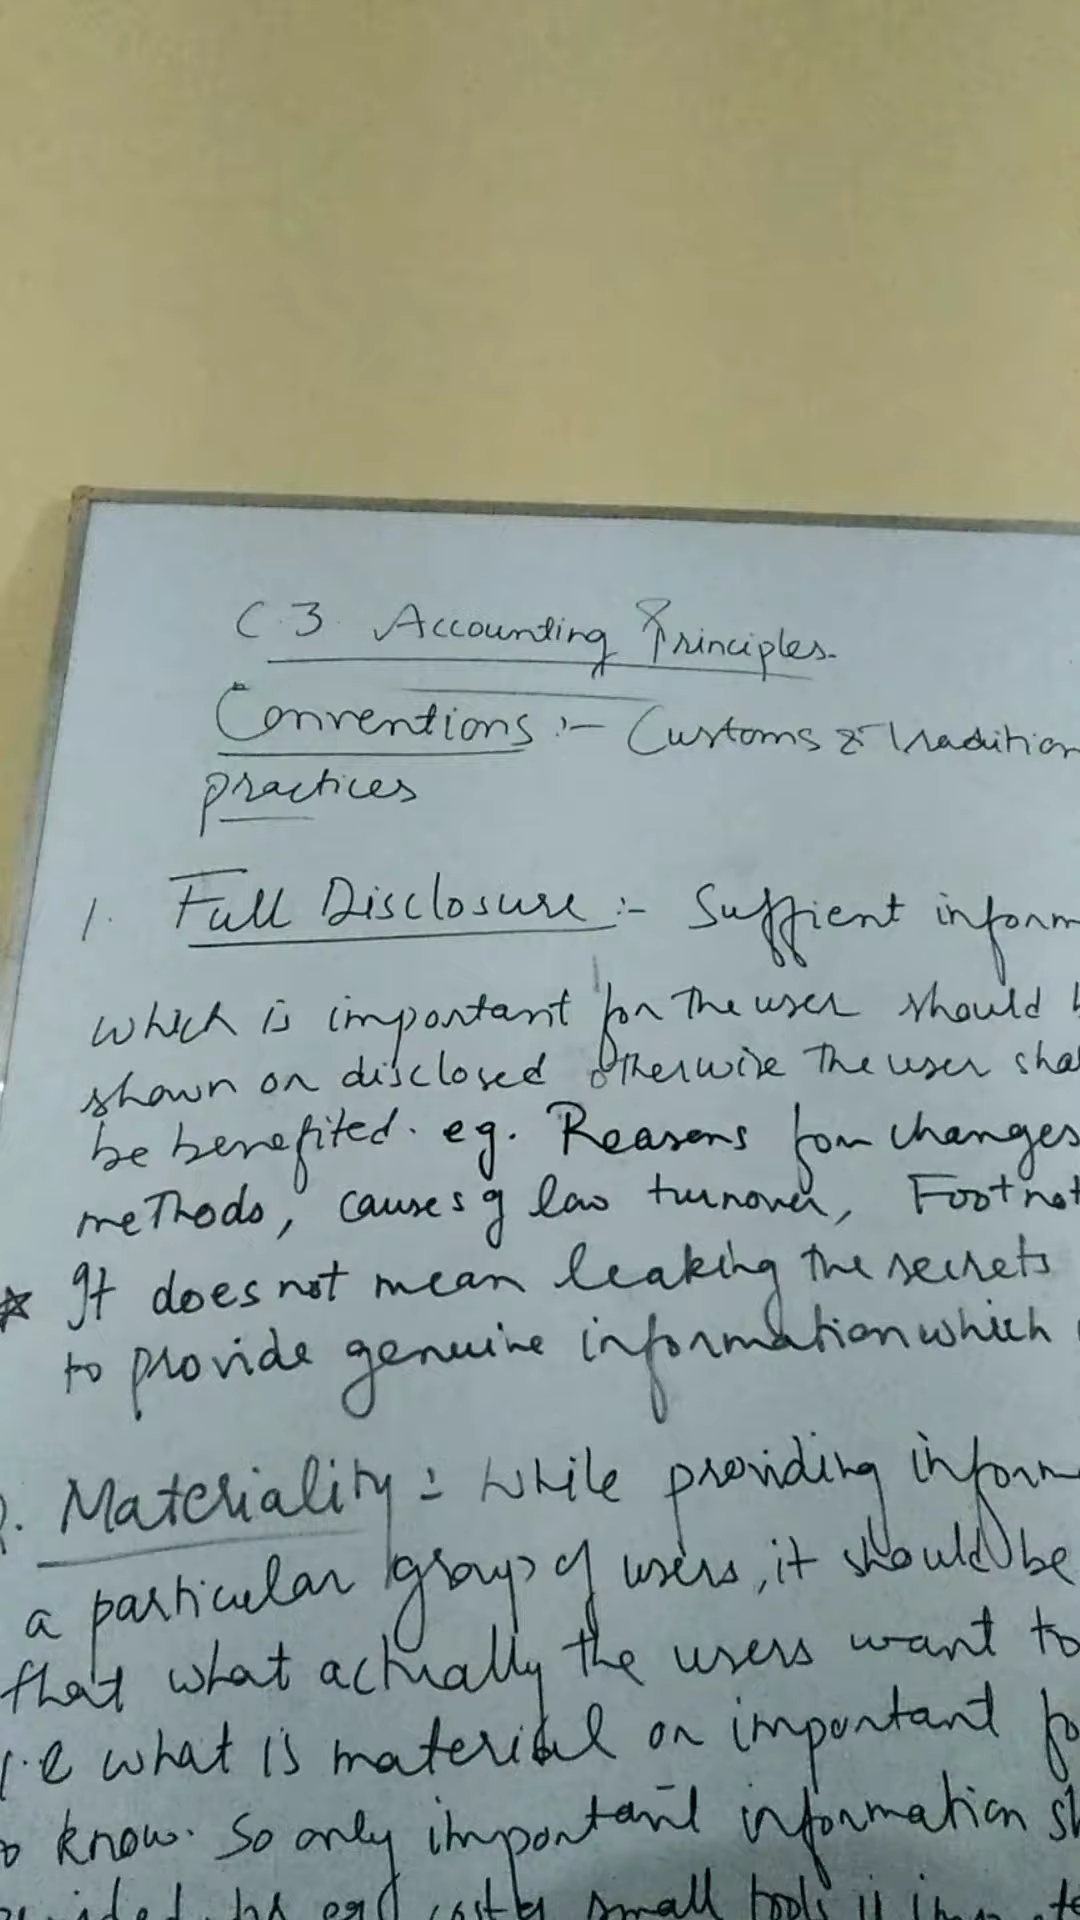 C.3 Accounting Principles
Conventions :- Customs & Tradition
practices
1. Full Disclosure :- Suffient inform
which is important for the user should b
shown or disclosed otherwise the user sha
be benefited. eg. Reasons for changes
methods, causes of low turnover, Footnot
* It does not mean leaking the secrets
to provide genuine information which
Materiality :- While providing inform
a particular group of users, it should be
that what actually the users want to
i.e what is material or important fo
to know. So only important information sh
small tools